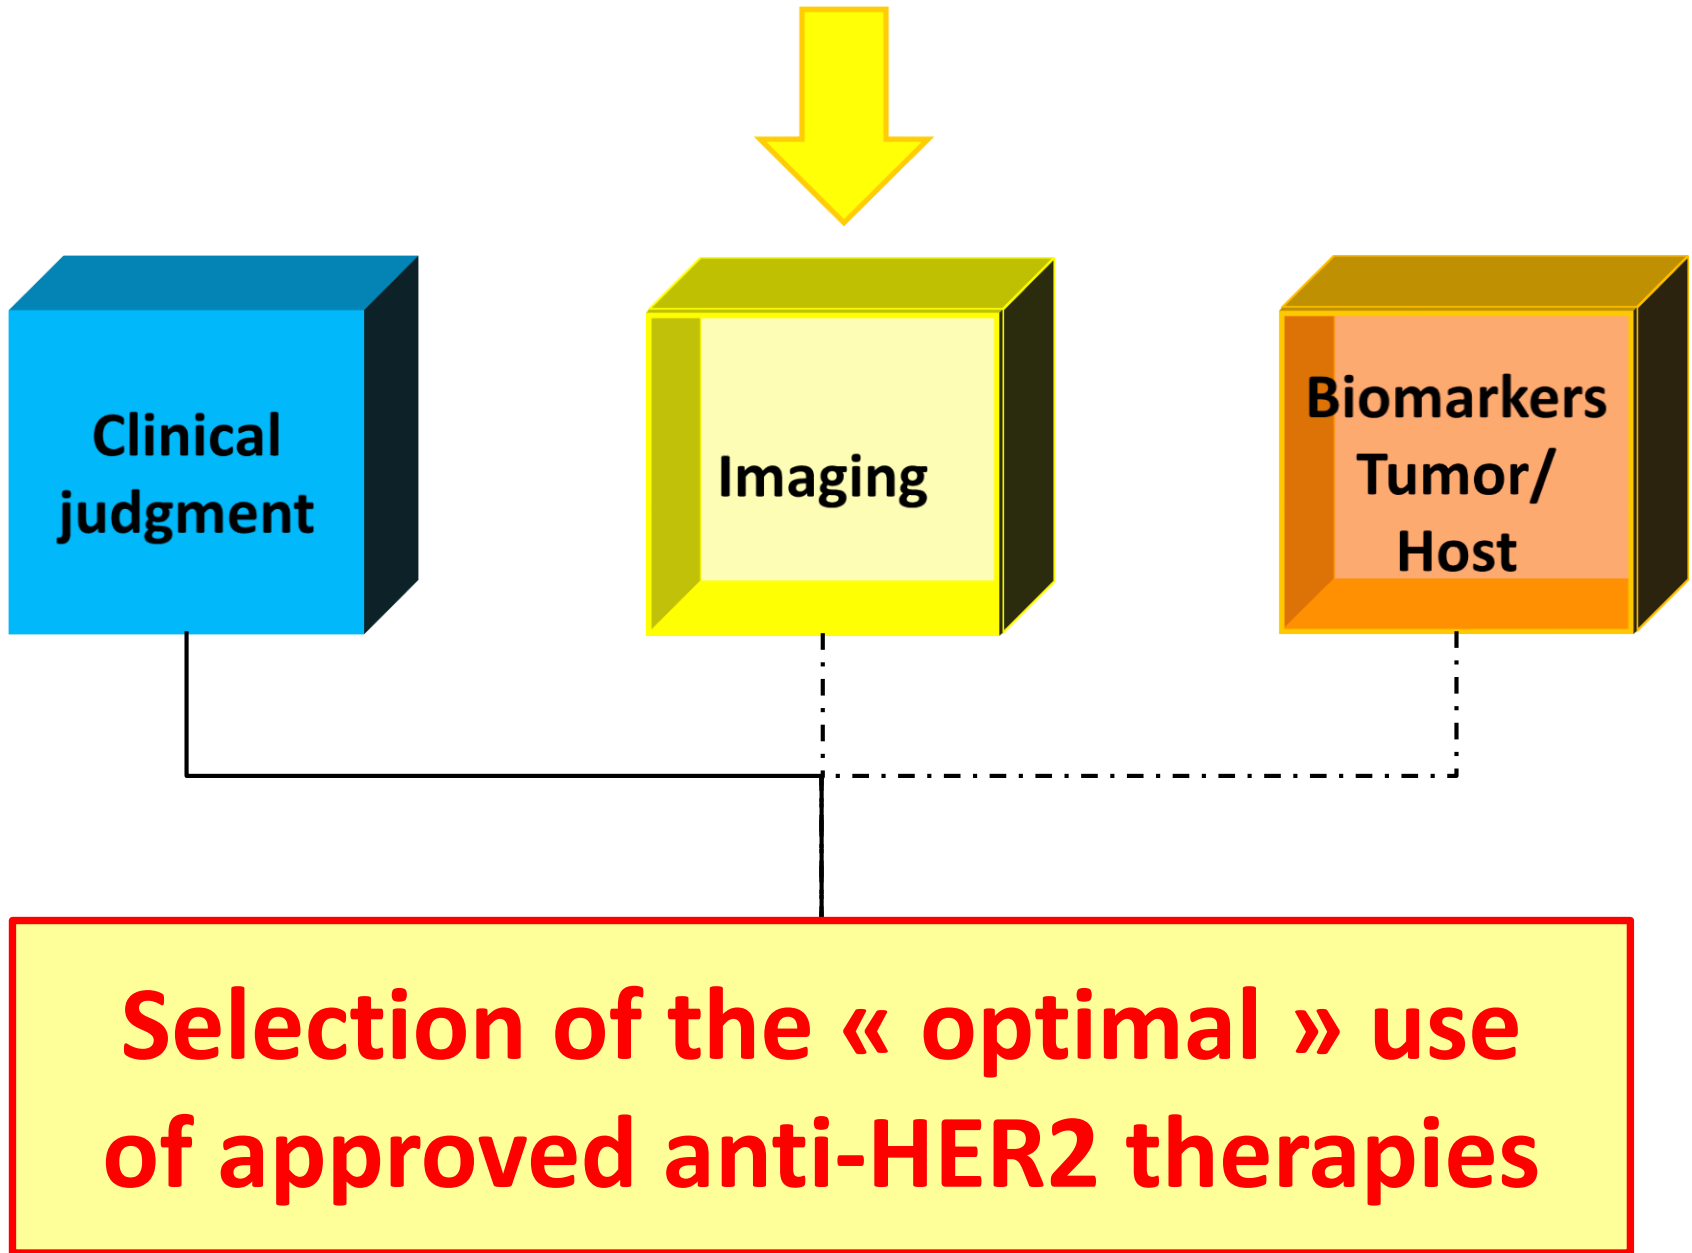 Clinical
judgment
Imaging
Biomarkers
Tumor/
Host
Selection of the « optimal » use
of approved anti-HER2 therapies